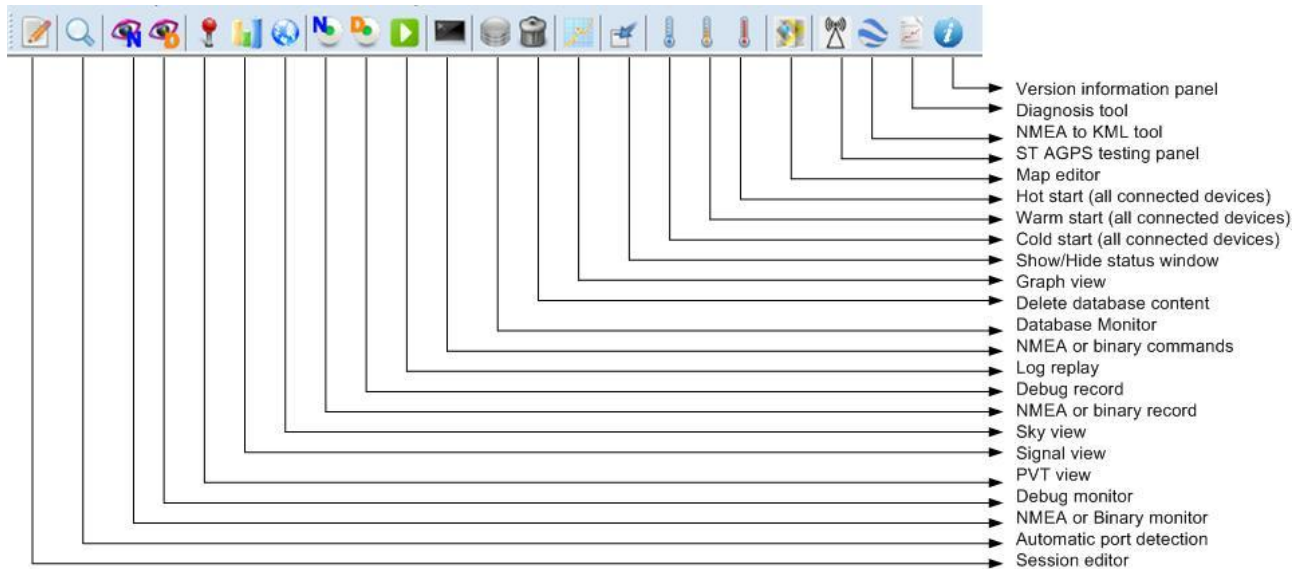 N
D
N
D
Version information panel
Diagnosis tool
NMEA to KML tool
ST AGPS testing panel
Map editor
Hot start (all connected devices)
Warm start (all connected devices)
Cold start (all connected devices)
Show/Hide status window
Graph view
Delete database content
Database Monitor
NMEA or binary commands
Log replay
Debug record
NMEA or binary record
Sky view
Signal view
PVT view
Debug monitor
NMEA or Binary monitor
Automatic port detection
Session editor